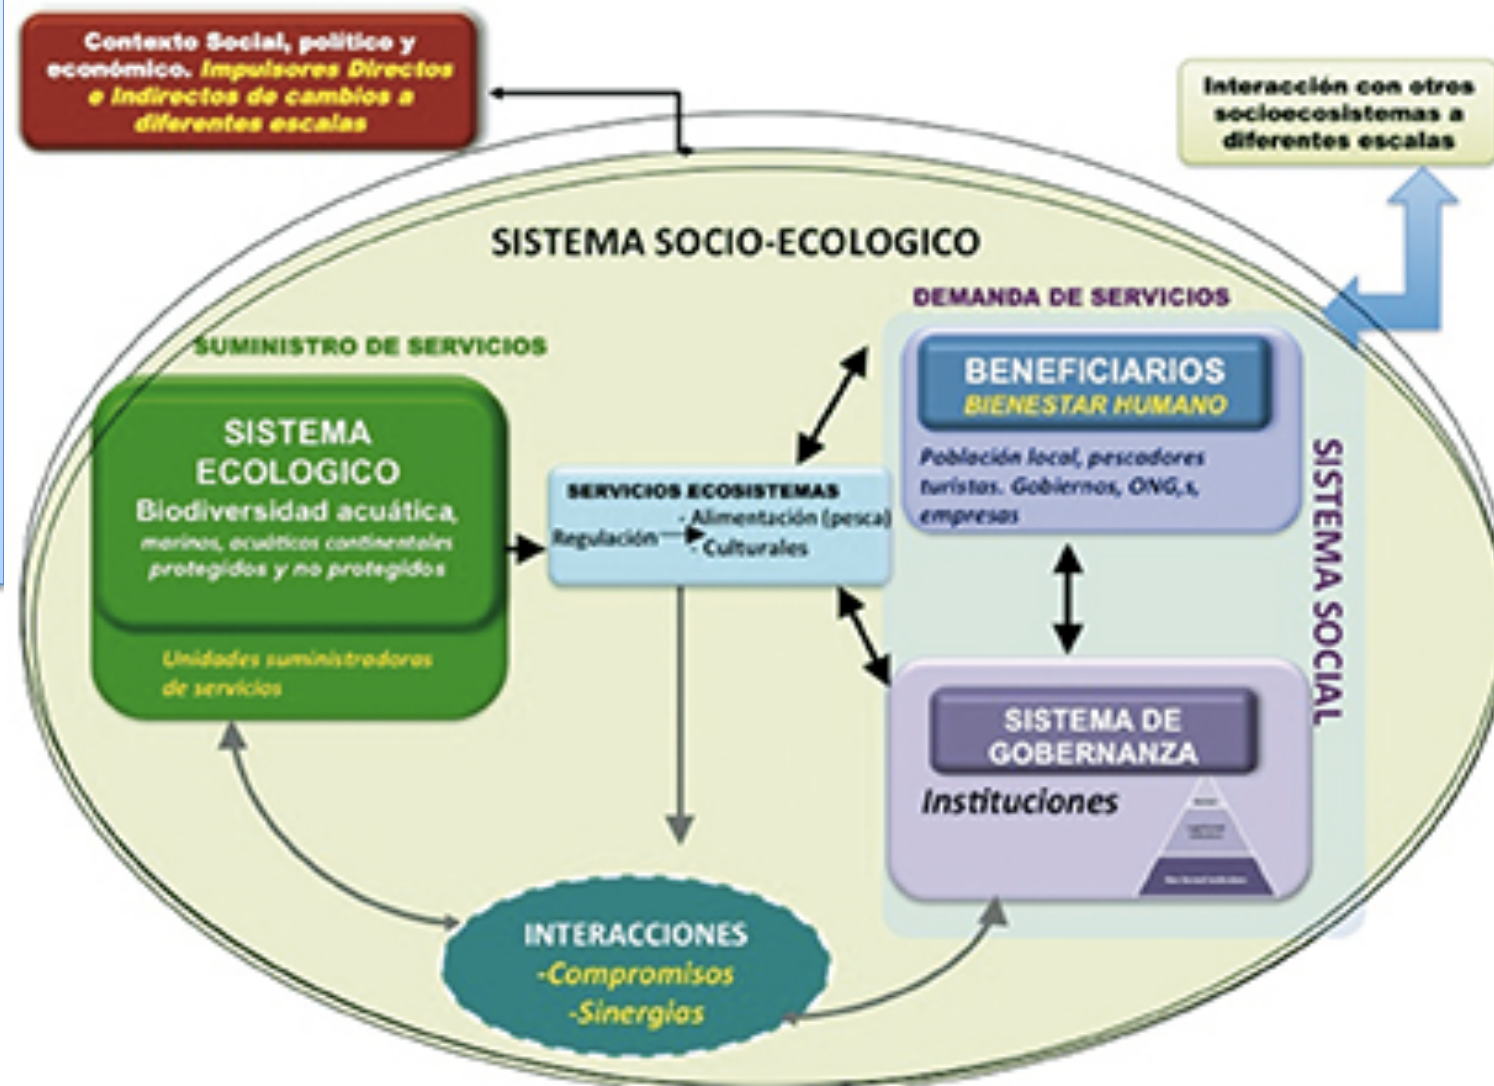 Contexto Social, político y
económico. Impulsores Directos
e Indirectos de cambios a
diferentes escalas
Interacción con otros
socioecosistemas a
diferentes escalas
SISTEMA SOCIO-ECOLOGICO
SUMINISTRO DE SERVICIOS
SISTEMA
ECOLOGICO
Biodiversidad acuática,
marinos, acuáticos continentales
protegidos y no protegidos
Unidades suministradoras
de servicios
SERVICIOS ECOSISTEMAS
- Alimentación (pesca)
Regulación
- Culturales
DEMANDA DE SERVICIOS
BENEFICIARIOS
BIENESTAR HUMANO
Población local, pescadores
turistas. Gobiernos, ONG,s,
empresas
SISTEMA SOCIAL
SISTEMA DE
GOBERNANZA
Instituciones
INTERACCIONES
-Compromisos
-Sinergias